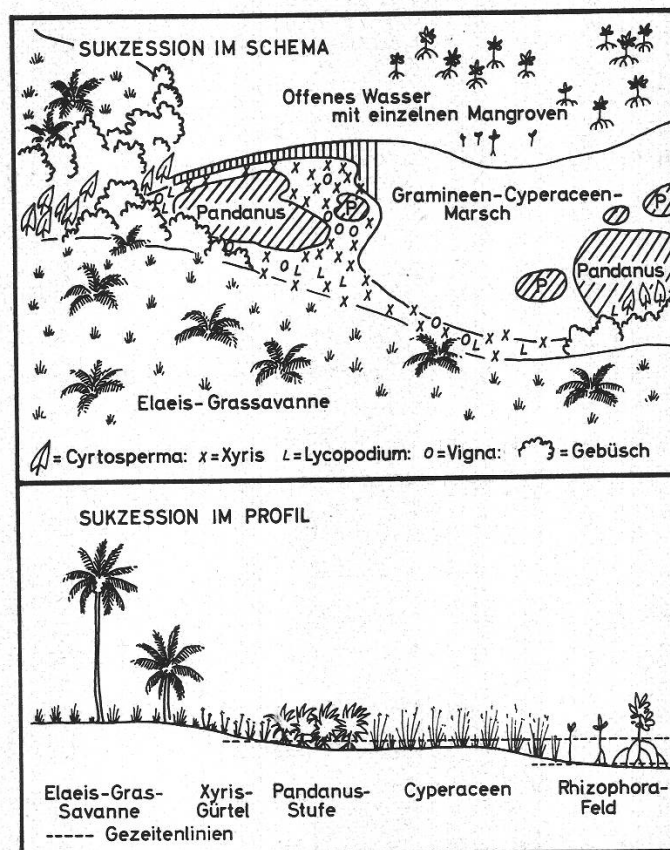 SUKZESSION IM SCHEMA
Offenes Wasser
mit einzelnen Mangroven
Pandanus
P
Gramineen-Cyperaceen-
Marsch
P
P
Pandanus
Elaeis-Grassavanne
= Cyrtosperma: x = Xyris L = Lycopodium: O = Vigna: = Gebüsch
SUKZESSION IM PROFIL
Elaeis-Gras-
Savanne
Xyris-
Gürtel
Pandanus-
Stufe
Cyperaceen
Rhizophora-
Feld
----- Gezeitenlinien